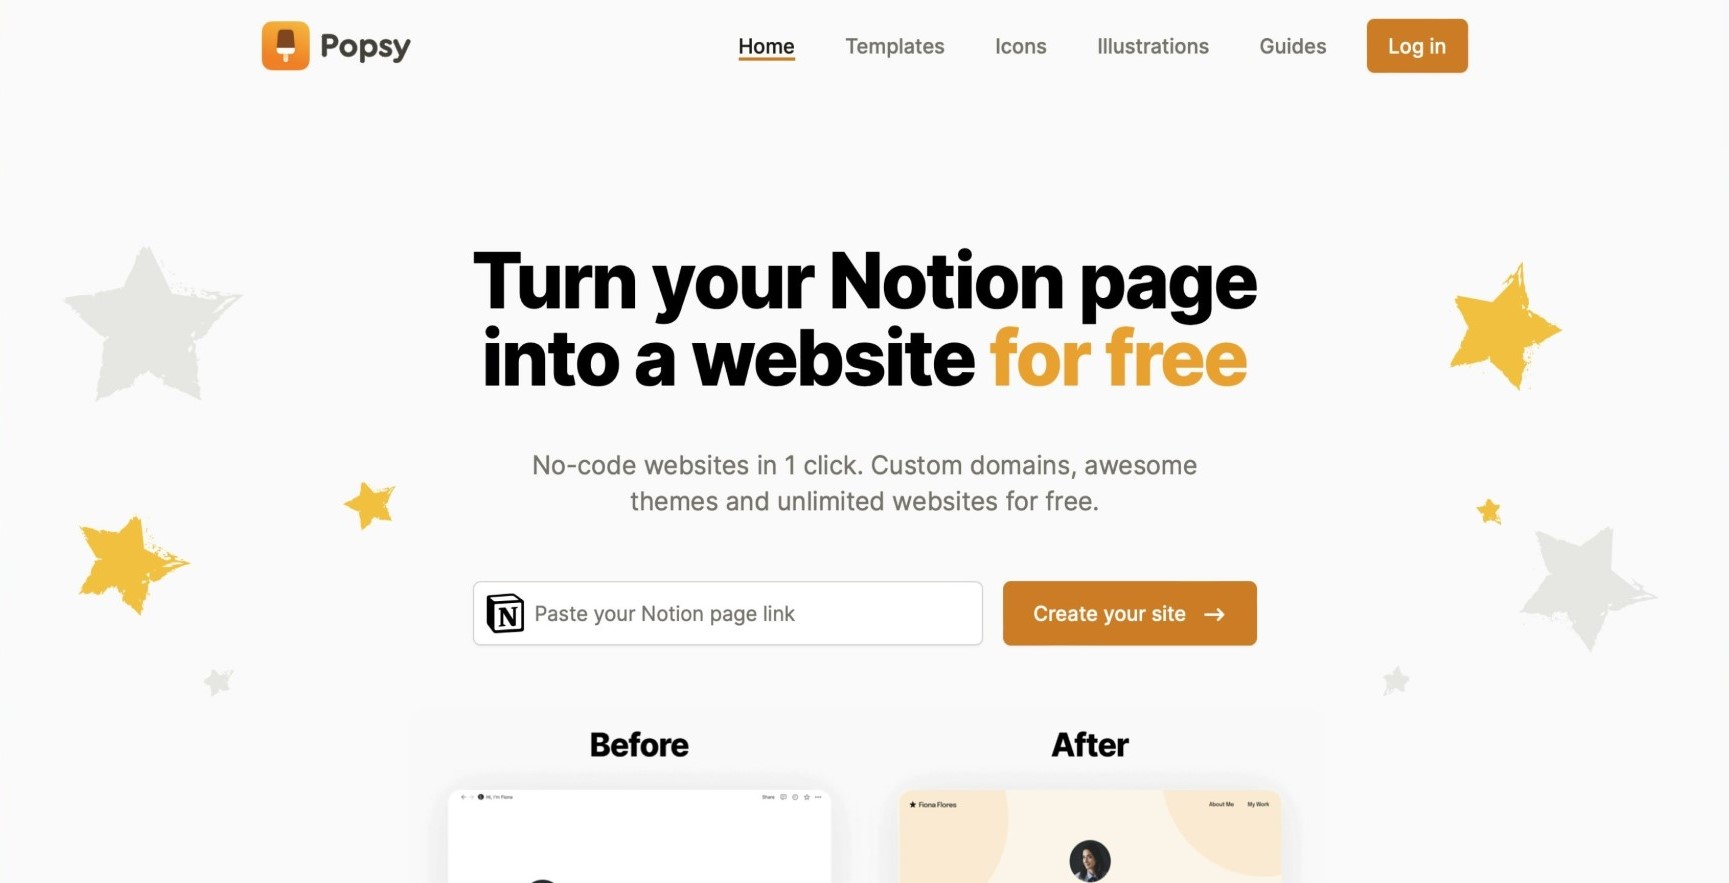 Popsy
Home
Templates
Icons
Illustrations
Guides
Log in
Turn your Notion page
into a website for free
No-code websites in 1 click. Custom domains, awesome
themes and unlimited websites for free.
N
Paste your Notion page link
Create your site →
Before
After
Hi, I'm Fiona
Share
Fiona Flores
About Me
My Work